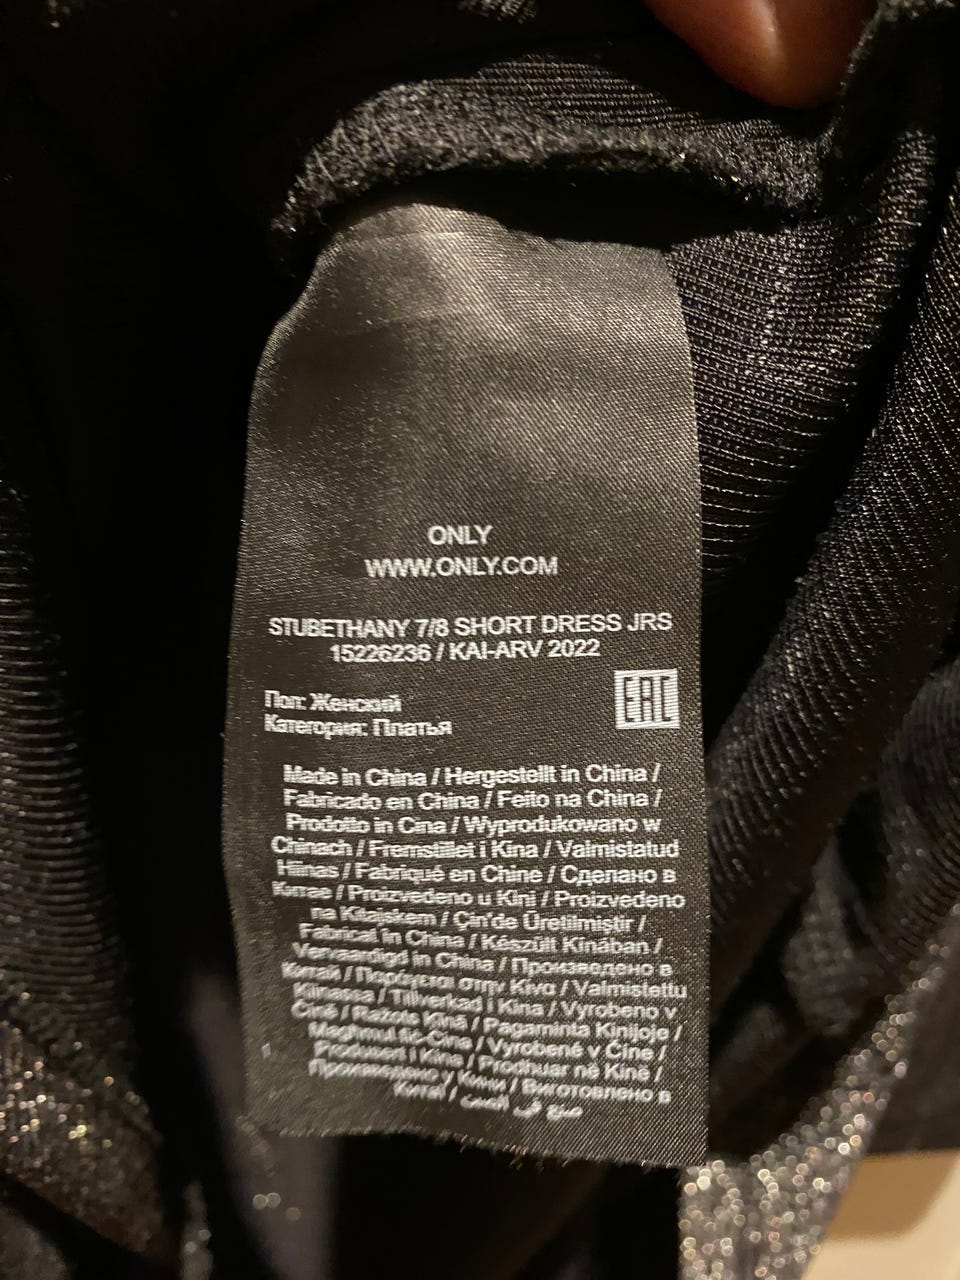 ONLY
WWW.ONLY.COM
STUBETHANY 7/8 SHORT DRESS JRS
15226236 / KAI-ARV 2022
Пол: Женский
EAC
Категория: Платья
Made in China / Hergestellt in China /
Fabricado en China / Feito na China /
Prodotto in Cina / Wyprodukowano w
Chinach / Fremstillet i Kina / Valmistatud
Hiinas / Fabriqué en Chine / Сделано в
Китае / Proizvedeno u Kini / Proizvedeno
na Kitajskem / Çin'de Üretilmiştir /
Fabricat în China / Készült Kínában /
Vervaardigd in China / Произведено в
Китай / Παράγεται στην Κίνα / Valmistettu
Kiinassa / Tillverkad i Kina / Vyrobeno v
Číně / Ražots Ķīnā / Pagaminta Kinijoje /
Magħmul fiċ-Ċina / Vyrobené v Číne /
Produsert i Kina / Prodhuar në Kinë /
Произведено у Кини / Виготовлено в
Китаї / صنع في الصين